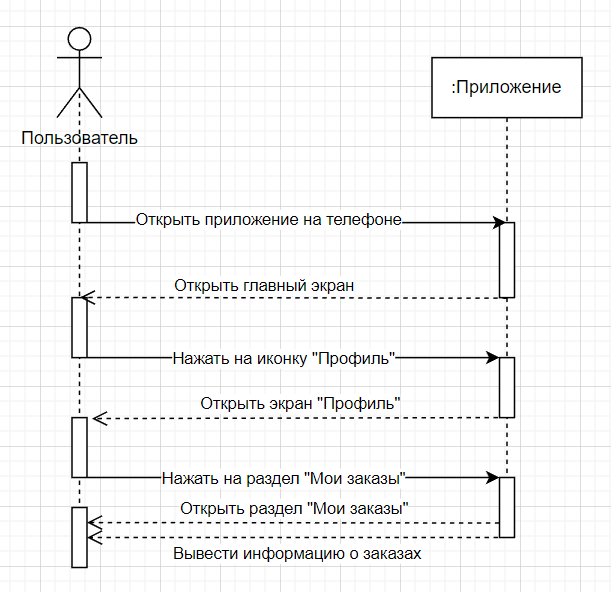 :Приложение
Пользователь
Открыть приложение на телефоне
Открыть главный экран
Нажать на иконку "Профиль"
Открыть экран "Профиль"
Нажать на раздел "Мои заказы"
Открыть раздел "Мои заказы"
Вывести информацию о заказах